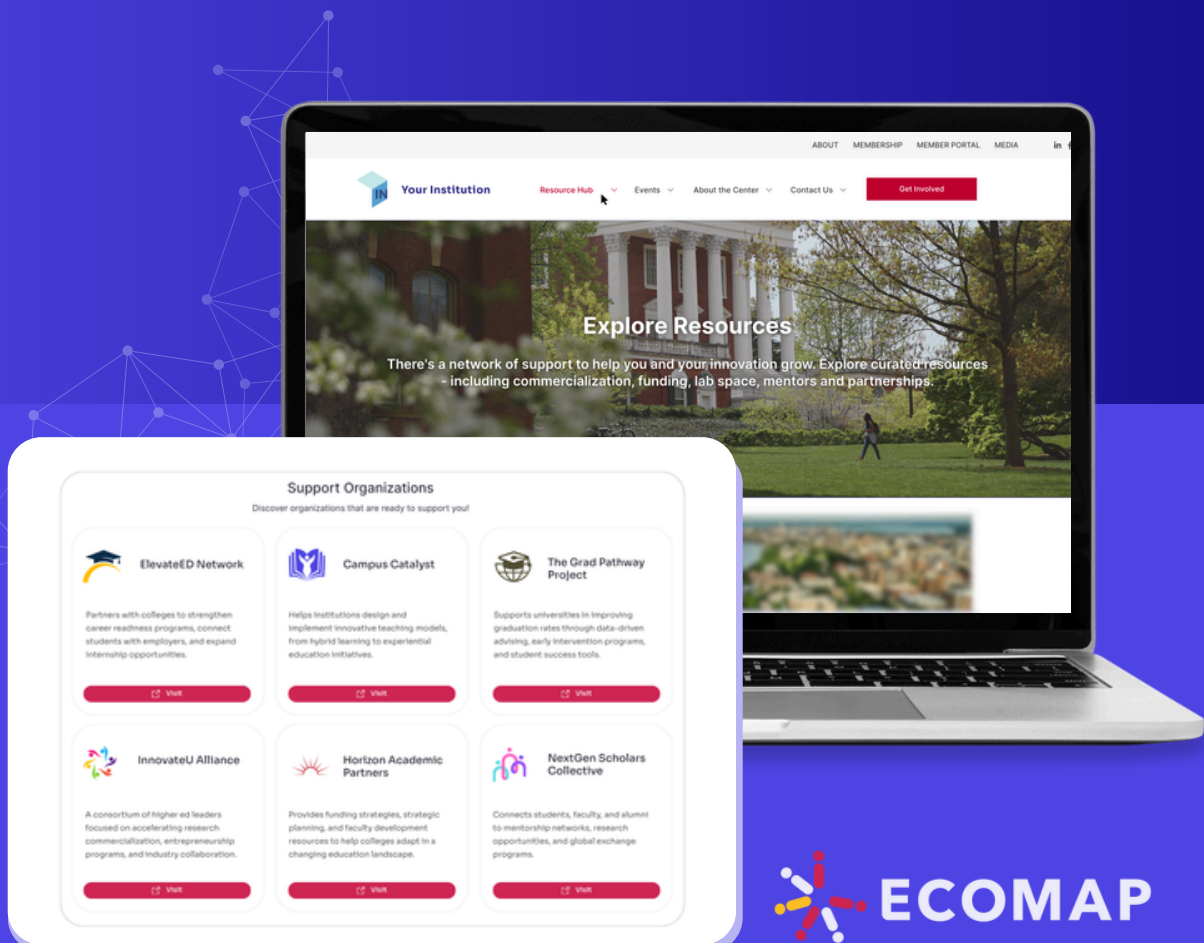 ABOUT MEMBERSHIP MEMBER PORTAL MEDIA in f
IN Your Institution Resource Hub Events About the Center Contact Us Get Involved
Explore Resources
There's a network of support to help you and your innovation grow. Explore curated resources
- including commercialization, funding, lab space, mentors and partnerships.
Support Organizations
Discover organizations that are ready to support you!
ElevateED Network
Partners with colleges to strengthen
career readiness programs, connect
students with employers, and expand
internship opportunities.
Visit
Campus Catalyst
Helps institutions design and
implement innovative teaching models,
from hybrid learning to experiential
education initiatives.
Visit
The Grad Pathway
Project
Supports universities in improving
graduation rates through data-driven
advising, early intervention programs,
and student success tools.
Visit
InnovateU Alliance
A consortium of higher ed leaders
focused on accelerating research
commercialization, entrepreneurship
programs, and industry collaboration.
Visit
Horizon Academic
Partners
Provides funding strategies, strategic
planning, and faculty development
resources to help colleges adapt in a
changing education landscape.
Visit
NextGen Scholars
Collective
Connects students, faculty, and alumni
to mentorship networks, research
opportunities, and global exchange
programs.
Visit
ECOMAP